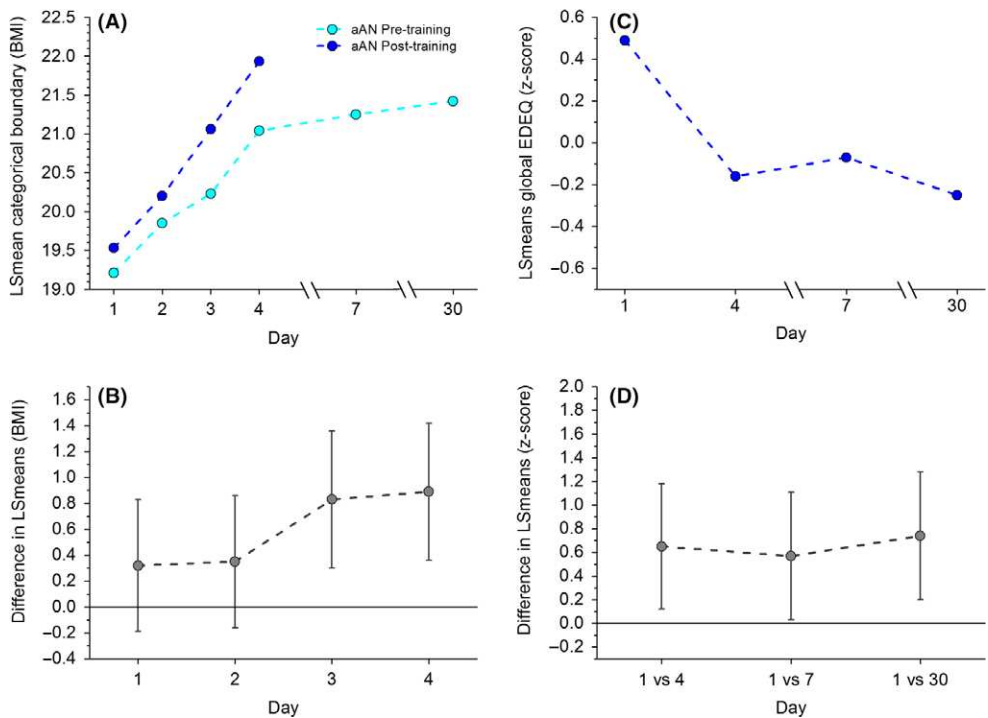 (A)
aAN Pre-training
aAN Post-training
LSmean categorical boundary (BMI)
22.5
22.0
21.5
21.0
20.5
20.0
19.5
19.0
1 2 3 4 7 30
Day
(C)
LSmeans global EDEQ (z-score)
0.6
0.4
0.2
0.0
–0.2
–0.4
–0.6
1 4 7 30
Day
(B)
Difference in LSmeans (BMI)
1.6
1.4
1.2
1.0
0.8
0.6
0.4
0.2
0.0
–0.2
–0.4
1 2 3 4
Day
(D)
Difference in LSmeans (z-score)
2.0
1.8
1.6
1.4
1.2
1.0
0.8
0.6
0.4
0.2
0.0
–0.2
1 vs 4 1 vs 7 1 vs 30
Day